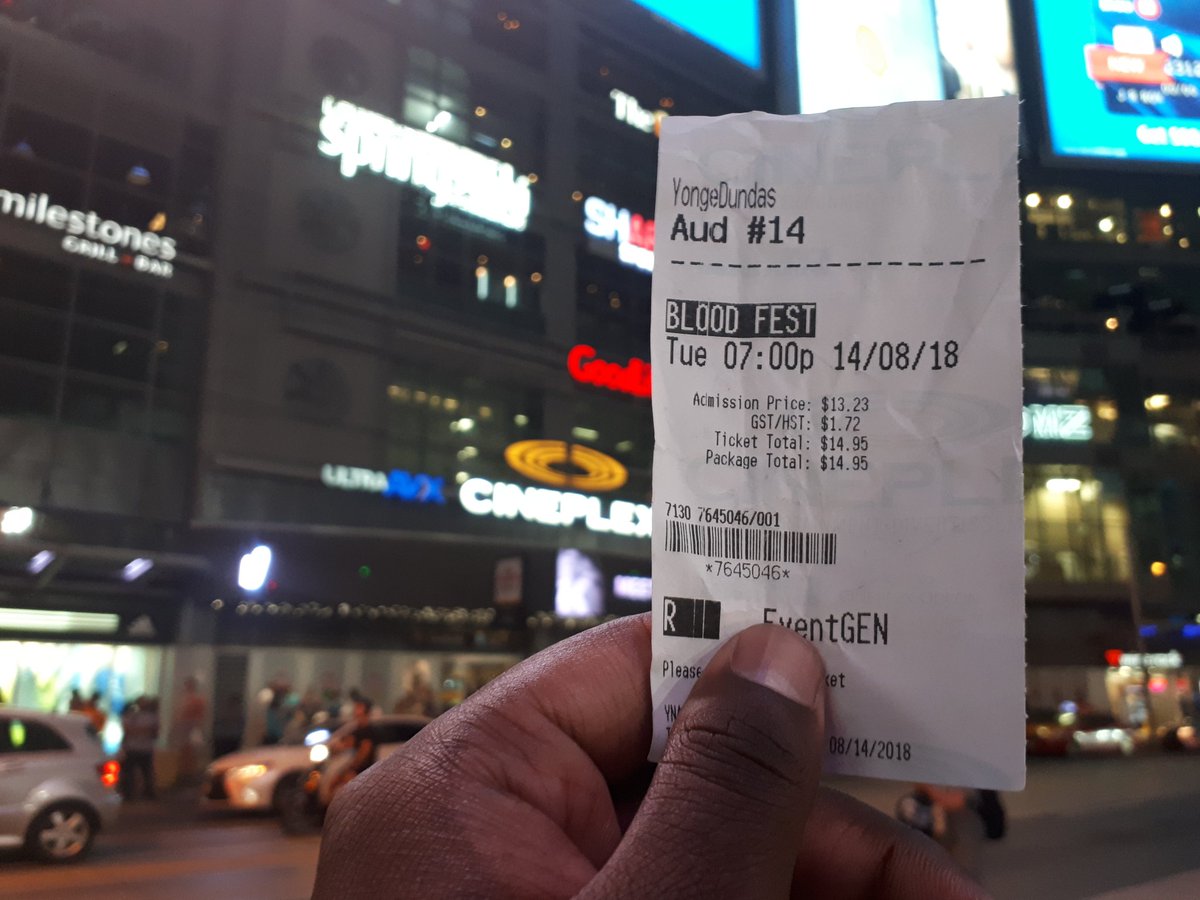 YongeDundas
Aud #14
BLOOD FEST
Tue 07:00p 14/08/18
Admission Price: $13.23
GST/HST: $1.72
Ticket Total: $14.95
Package Total: $14.95
7130 7645046/001
*7645046*
R
EventGEN
Please
08/14/2018
milestones
GRILL + BAR
spring
The
CINEPLEX
ULTRA AVX